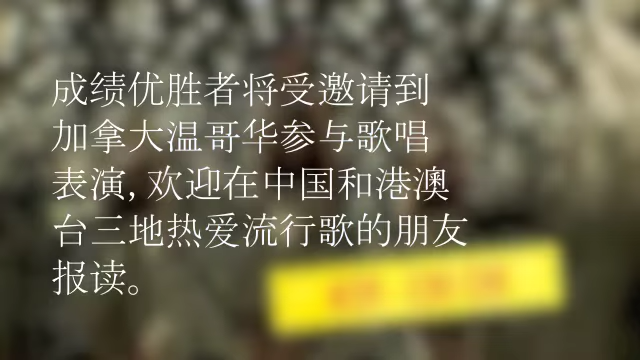 成绩优胜者将受邀请到
加拿大温哥华参与歌唱
表演,欢迎在中国和港澳
台三地热爱流行歌的朋友
报读。